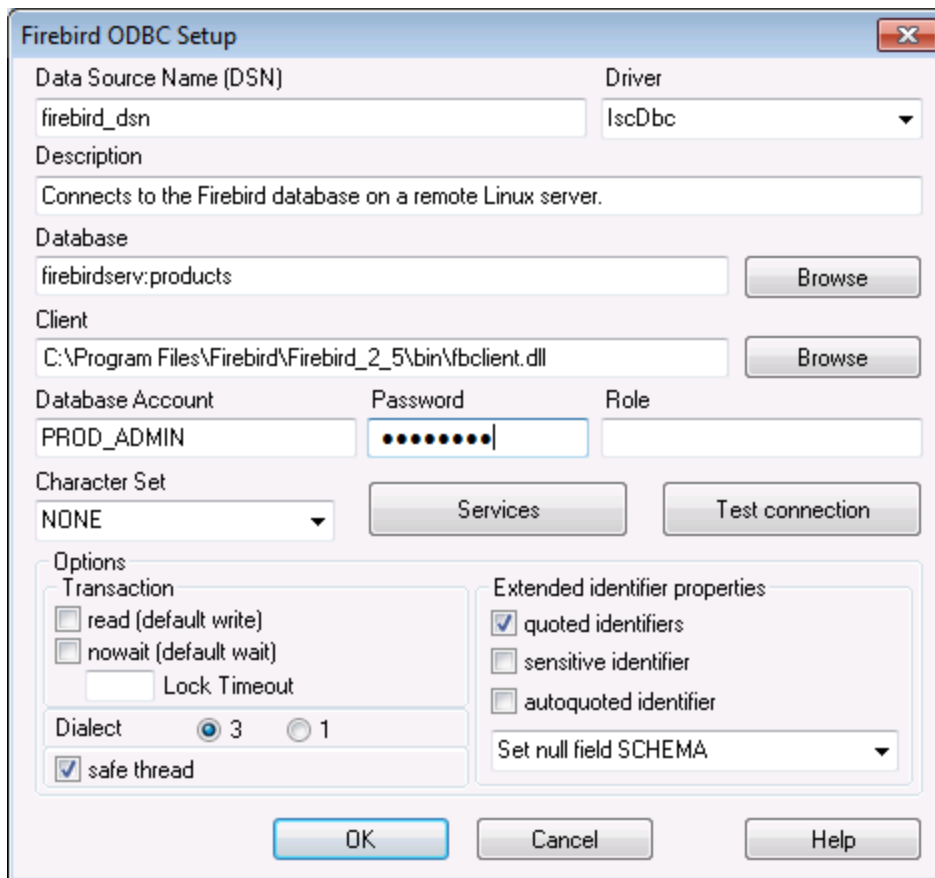 Firebird ODBC Setup
Data Source Name (DSN) Driver
firebird_dsn IscDbc
Description
Connects to the Firebird database on a remote Linux server.
Database
firebirdserv:products Browse
Client
C:\Program Files\Firebird\Firebird_2_5\bin\fbclient.dll Browse
Database Account Password Role
PROD_ADMIN ●●●●●●●●
Character Set
NONE Services Test connection
Options
Transaction Extended identifier properties
read (default write) quoted identifiers
nowait (default wait) sensitive identifier
Lock Timeout autoquoted identifier
Dialect 3 1
Set null field SCHEMA
safe thread
OK Cancel Help